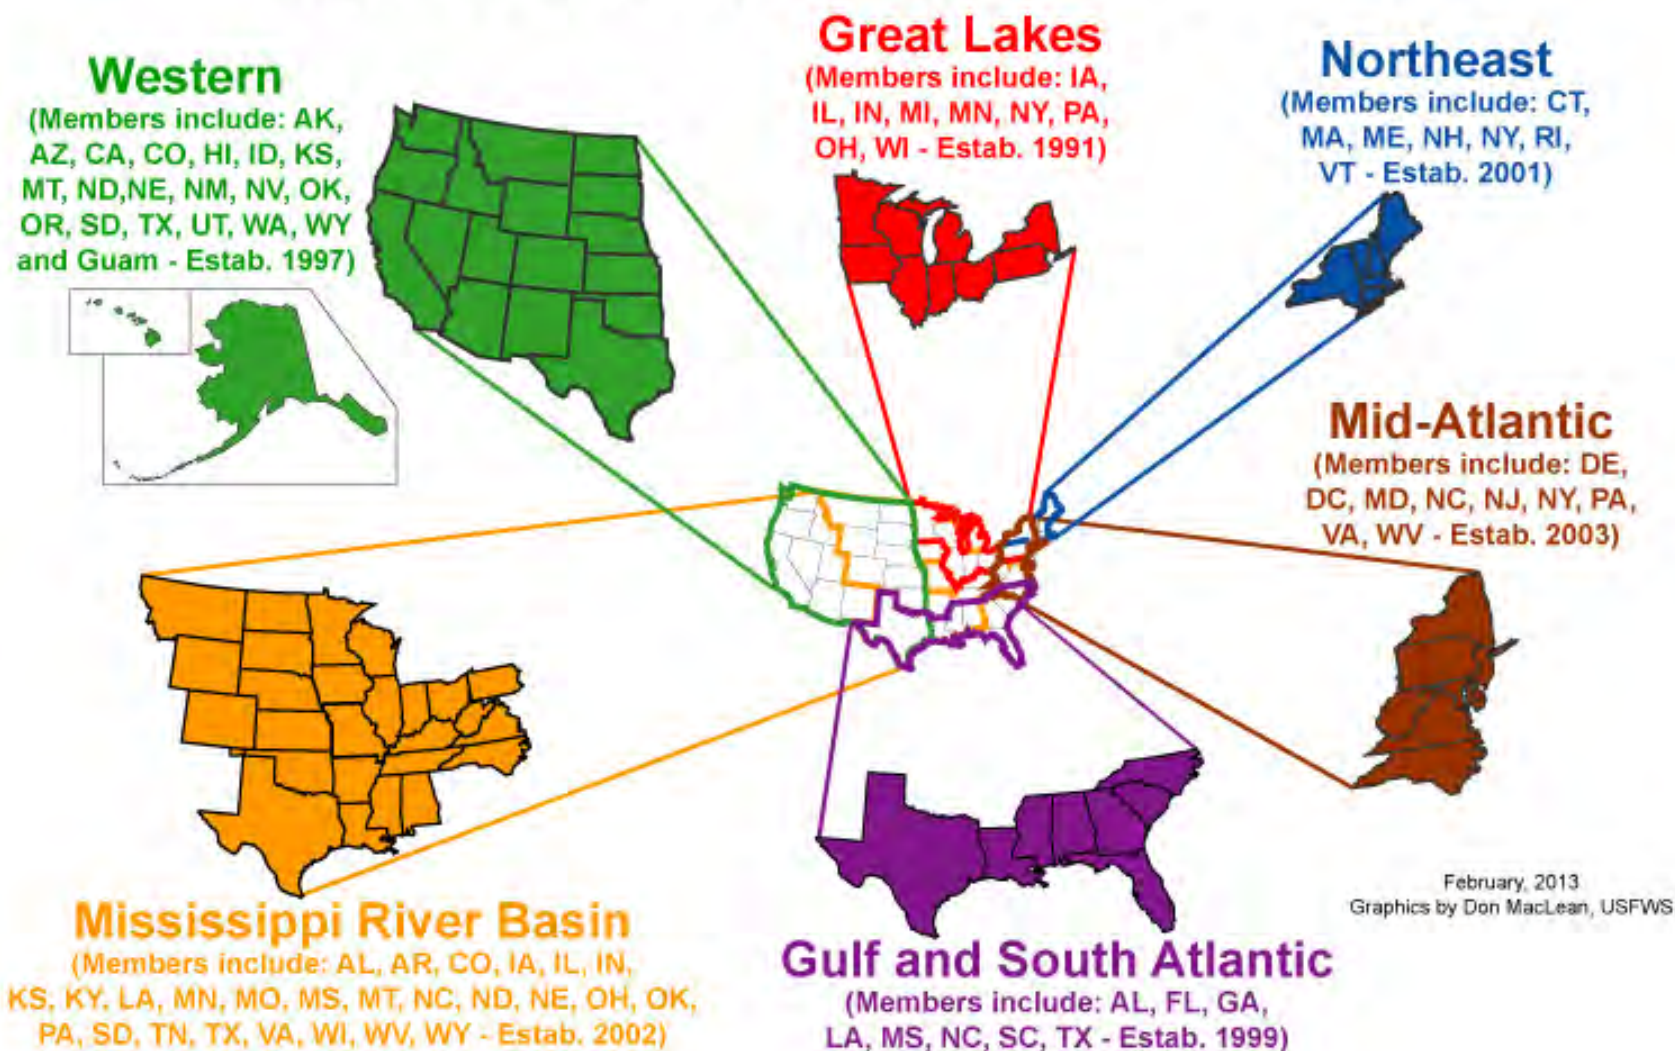 Western
(Members include: AK,
AZ, CA, CO, HI, ID, KS,
MT, ND,NE, NM, NV, OK,
OR, SD, TX, UT, WA, WY
and Guam - Estab. 1997)
Great Lakes
(Members include: IA,
IL, IN, MI, MN, NY, PA,
OH, WI - Estab. 1991)
Northeast
(Members include: CT,
MA, ME, NH, NY, RI,
VT - Estab. 2001)
Mid-Atlantic
(Members include: DE,
DC, MD, NC, NJ, NY, PA,
VA, WV - Estab. 2003)
Mississippi River Basin
(Members include: AL, AR, CO, IA, IL, IN,
KS, KY, LA, MN, MO, MS, MT, NC, ND, NE, OH, OK,
PA, SD, TN, TX, VA, WI, WV, WY - Estab. 2002)
Gulf and South Atlantic
(Members include: AL, FL, GA,
LA, MS, NC, SC, TX - Estab. 1999)
February, 2013
Graphics by Don MacLean, USFWS